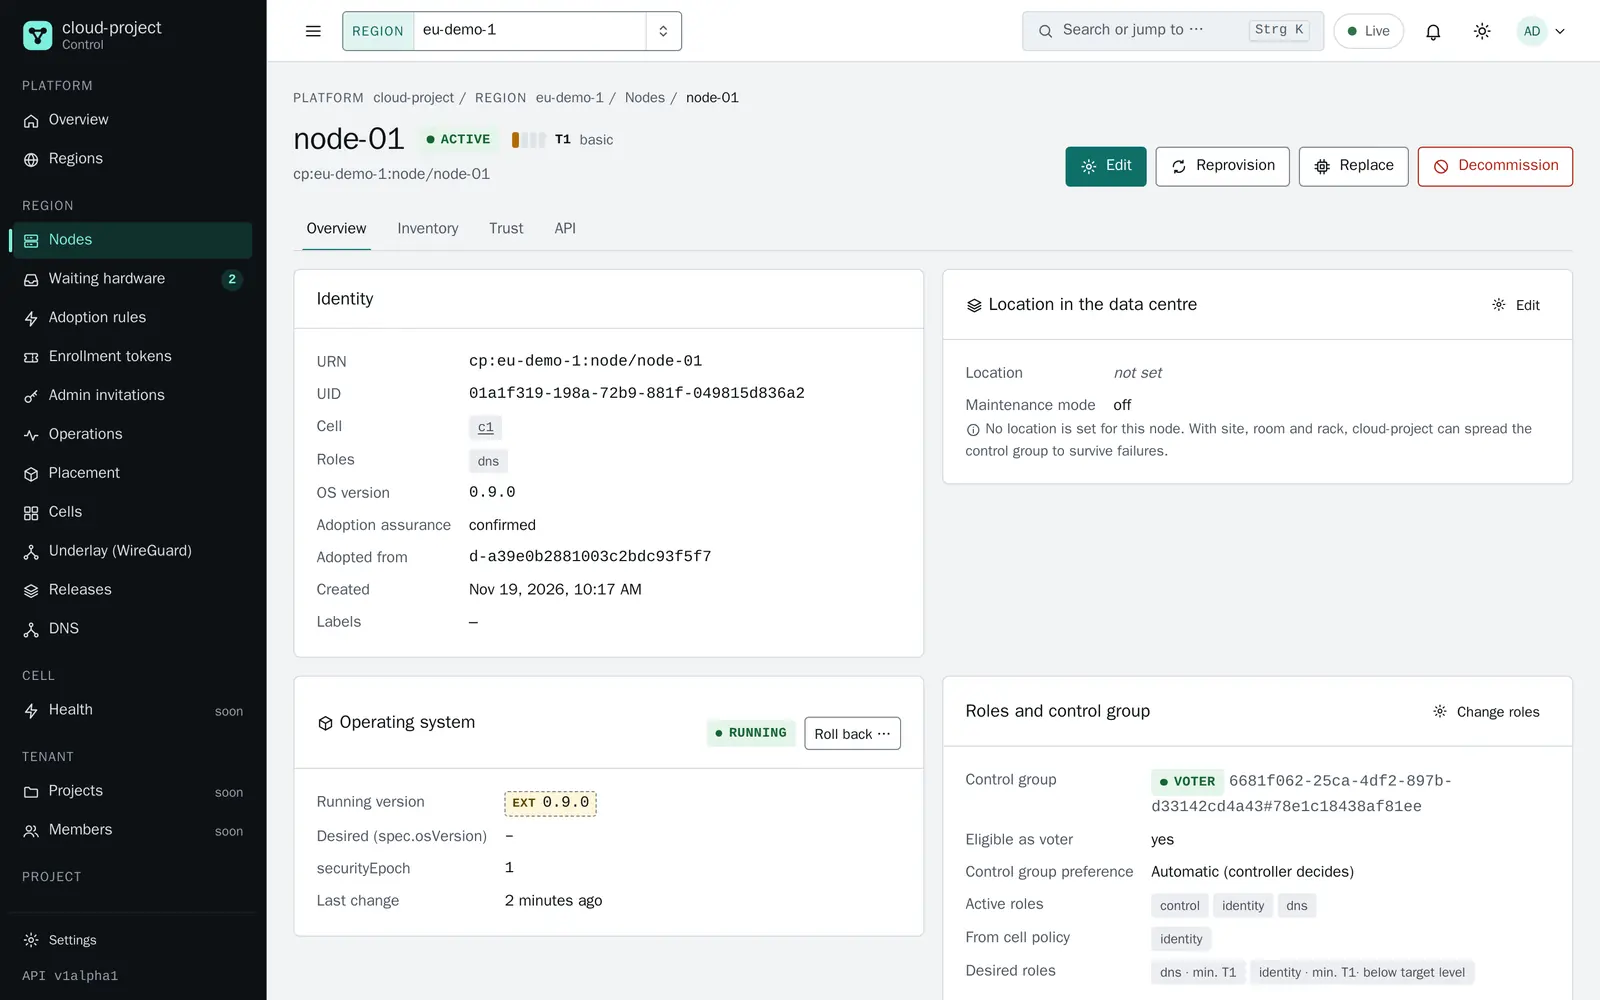 cloud-project
Control
PLATFORM
Overview
Regions
REGION
Nodes
Waiting hardware 2
Adoption rules
Enrollment tokens
Admin invitations
Operations
Placement
Cells
Underlay (WireGuard)
Releases
DNS
CELL
Health soon
TENANT
Projects soon
Members soon
PROJECT
Settings
API v1alpha1
REGION eu-demo-1
Search or jump to ··· Strg K
Live
AD
PLATFORM cloud-project / REGION eu-demo-1 / Nodes / node-01
node-01 ACTIVE T1 basic
cp:eu-demo-1:node/node-01
Edit Reprovision Replace Decommission
Overview Inventory Trust API
Identity
URN cp:eu-demo-1:node/node-01
UID 01a1f319-198a-72b9-881f-049815d836a2
Cell c1
Roles dns
OS version 0.9.0
Adoption assurance confirmed
Adopted from d-a39e0b2881003c2bdc93f5f7
Created Nov 19, 2026, 10:17 AM
Labels –
Location in the data centre Edit
Location not set
Maintenance mode off
No location is set for this node. With site, room and rack, cloud-project can spread the
control group to survive failures.
Operating system RUNNING Roll back ···
Running version EXT 0.9.0
Desired (spec.osVersion) –
securityEpoch 1
Last change 2 minutes ago
Roles and control group Change roles
Control group VOTER 6681f062-25ca-4df2-897b-
d33142cd4a43#78e1c18438af81ee
Eligible as voter yes
Control group preference Automatic (controller decides)
Active roles control identity dns
From cell policy identity
Desired roles dns · min. T1 identity · min. T1· below target level